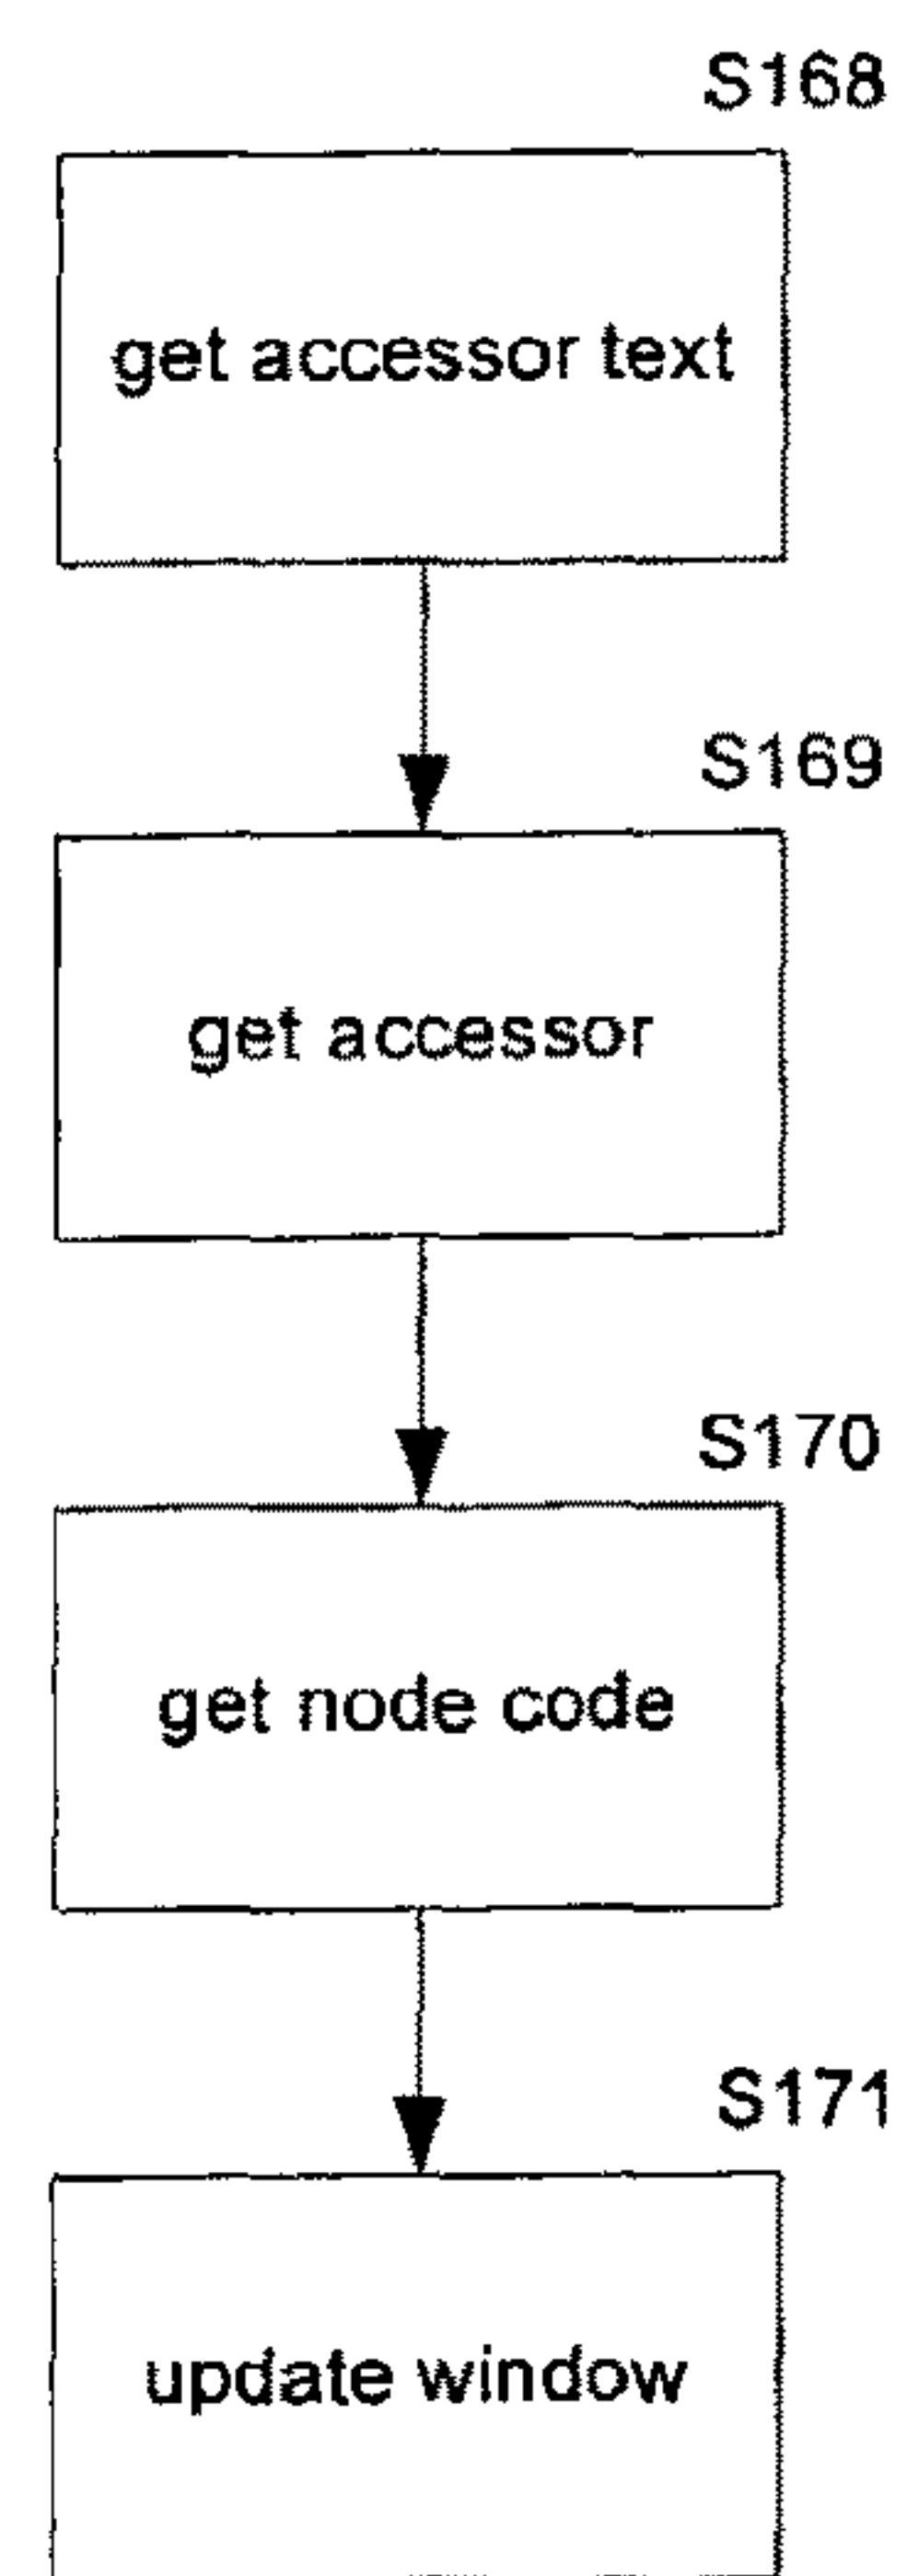 S168
get accessor text
S169
get accessor
S170
get node code
S171
update window